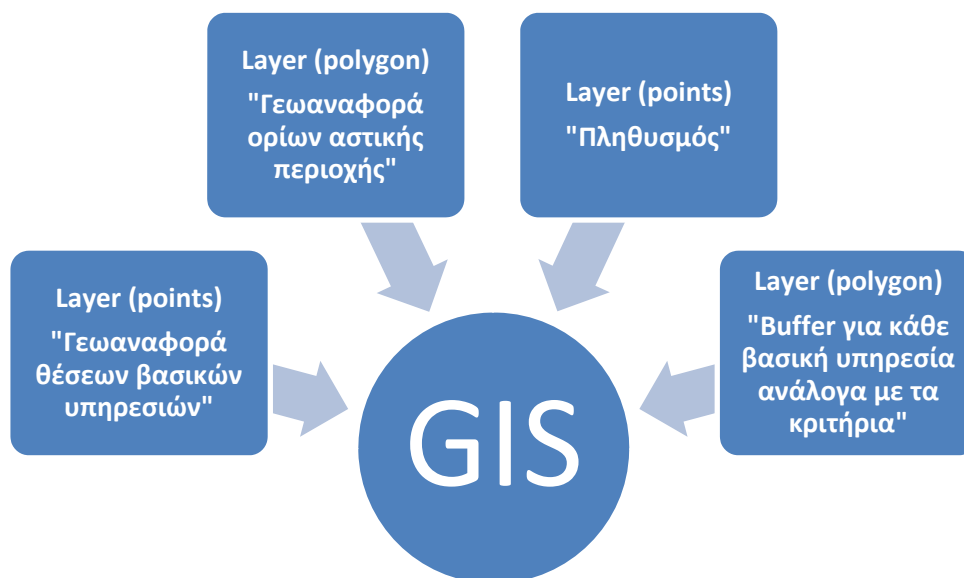 Layer (polygon)
"Γεωαναφορά
ορίων αστικής
περιοχής"
Layer (points)
"Πληθυσμός"
Layer (points)
"Γεωαναφορά
θέσεων βασικών
υπηρεσιών"
Layer (polygon)
"Buffer για κάθε
βασική υπηρεσία
ανάλογα με τα
κριτήρια"
GIS